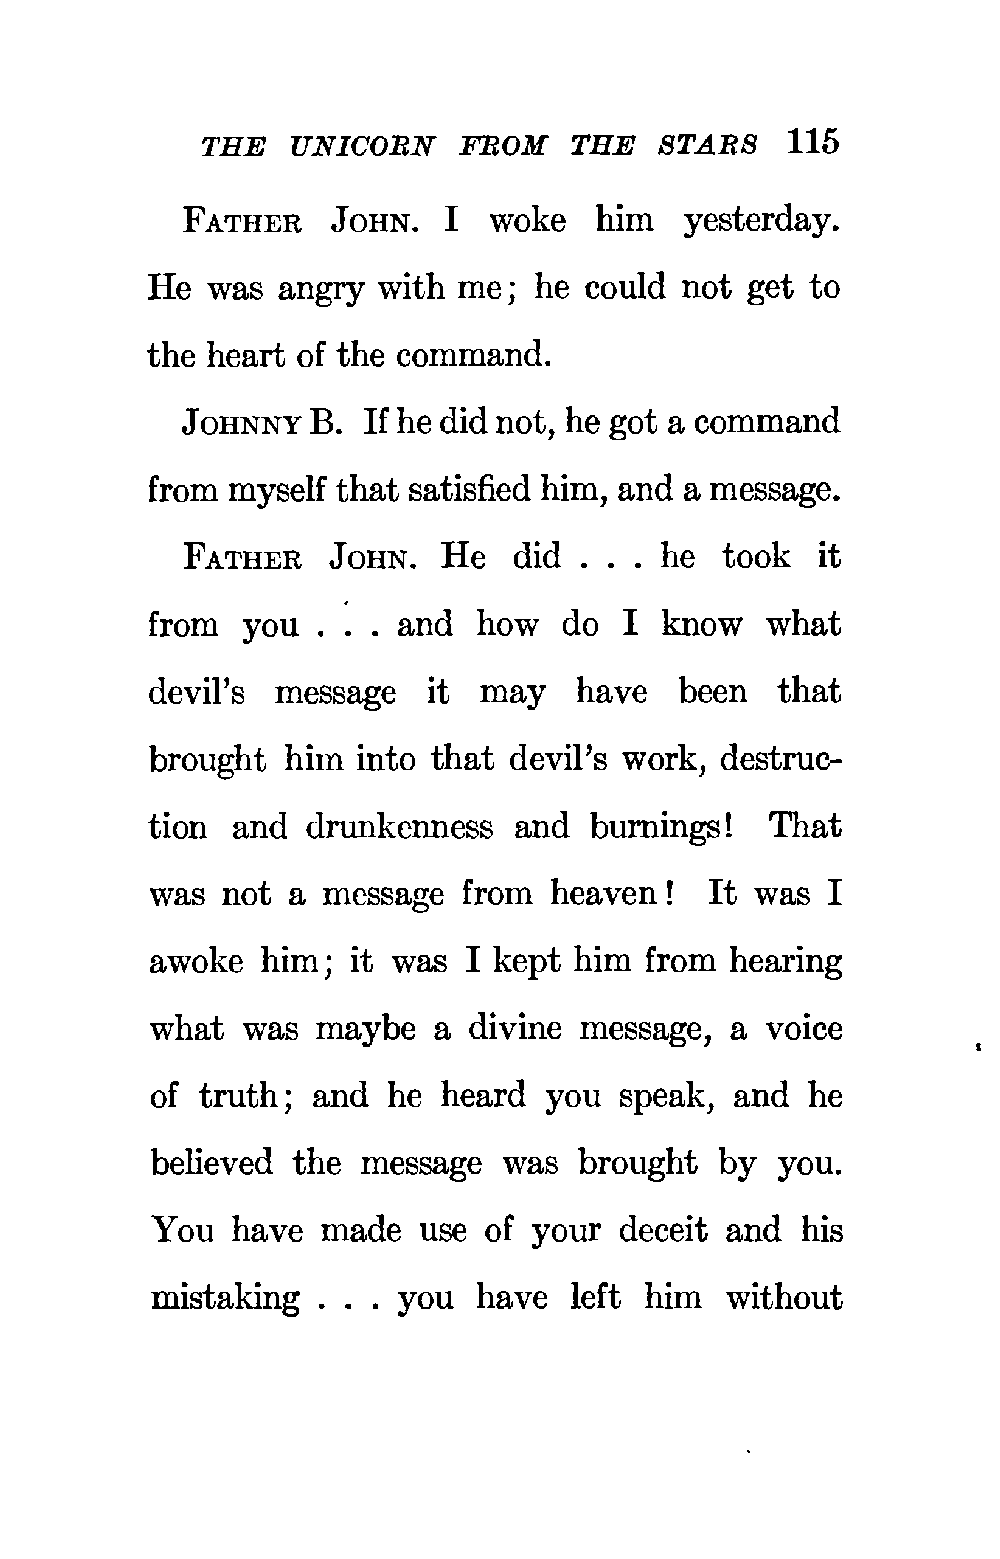 THE UNICORN FROM THE STARS 115
FATHER JOHN. I woke him yesterday.
He was angry with me; he could not get to
the heart of the command.
JOHNNY B. If he did not, he got a command
from myself that satisfied him, and a message.
FATHER JOHN. He did . . . he took it
from you . . . and how do I know what
devil's message it may have been that
brought him into that devil's work, destruc-
tion and drunkenness and burnings! That
was not a message from heaven! It was I
awoke him; it was I kept him from hearing
what was maybe a divine message, a voice
of truth; and he heard you speak, and he
believed the message was brought by you.
You have made use of your deceit and his
mistaking . . . you have left him without